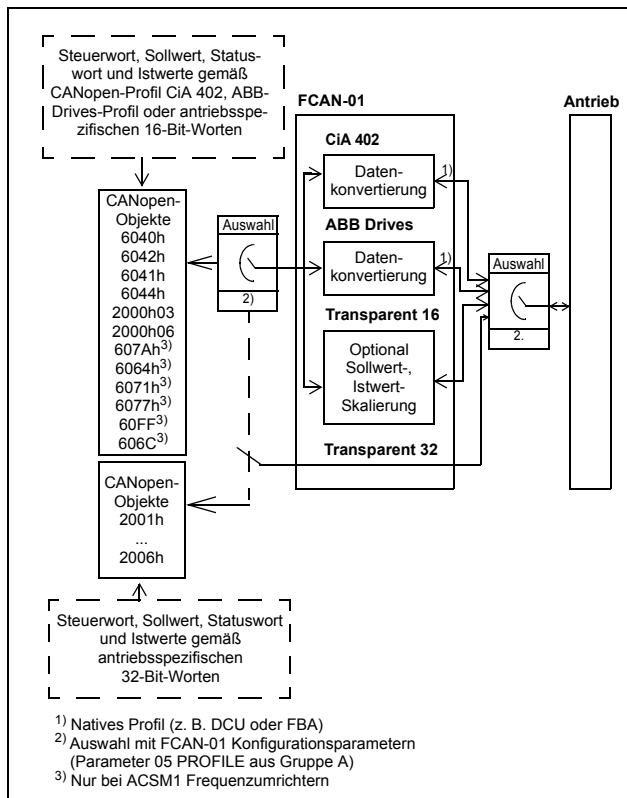 Steuerwort, Sollwert, Status-
wort und Istwerte gemäß
CANopen-Profil CiA 402, ABB-
Drives-Profil oder antriebsspe-
zifischen 16-Bit-Worten
FCAN-01
Antrieb
CiA 402
Daten-
konvertierung
1)
CANopen-
Objekte
6040h
6042h
6041h
6044h
2000h03
2000h06
607Ah3)
6064h3)
6071h3)
6077h3)
60FF3)
606C3)
Auswahl
2)
ABB Drives
Daten-
konvertierung
1)
Auswahl
2.
Transparent 16
Optional
Sollwert-,
Istwert-
Skalierung
Transparent 32
CANopen-
Objekte
2001h
...
2006h
Steuerwort, Sollwert, Statuswort
und Istwerte gemäß
antriebsspezifischen
32-Bit-Worten
1) Natives Profil (z. B. DCU oder FBA)
2) Auswahl mit FCAN-01 Konfigurationsparametern
(Parameter 05 PROFILE aus Gruppe A)
3) Nur bei ACSM1 Frequenzumrichtern